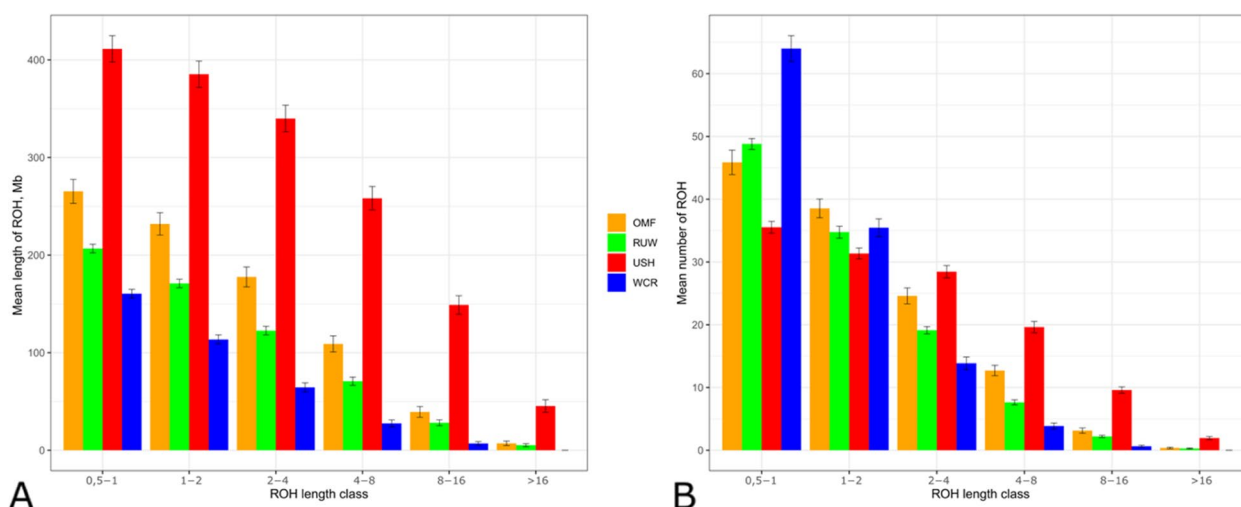 Mean length of ROH, Mb
400
300
200
100
0
0,5−1
1−2
2−4
4−8
8−16
>16
ROH length class
A
OMF
RUW
USH
WCR
Mean number of ROH
60
50
40
30
20
10
0
0,5−1
1−2
2−4
4−8
8−16
>16
ROH length class
B